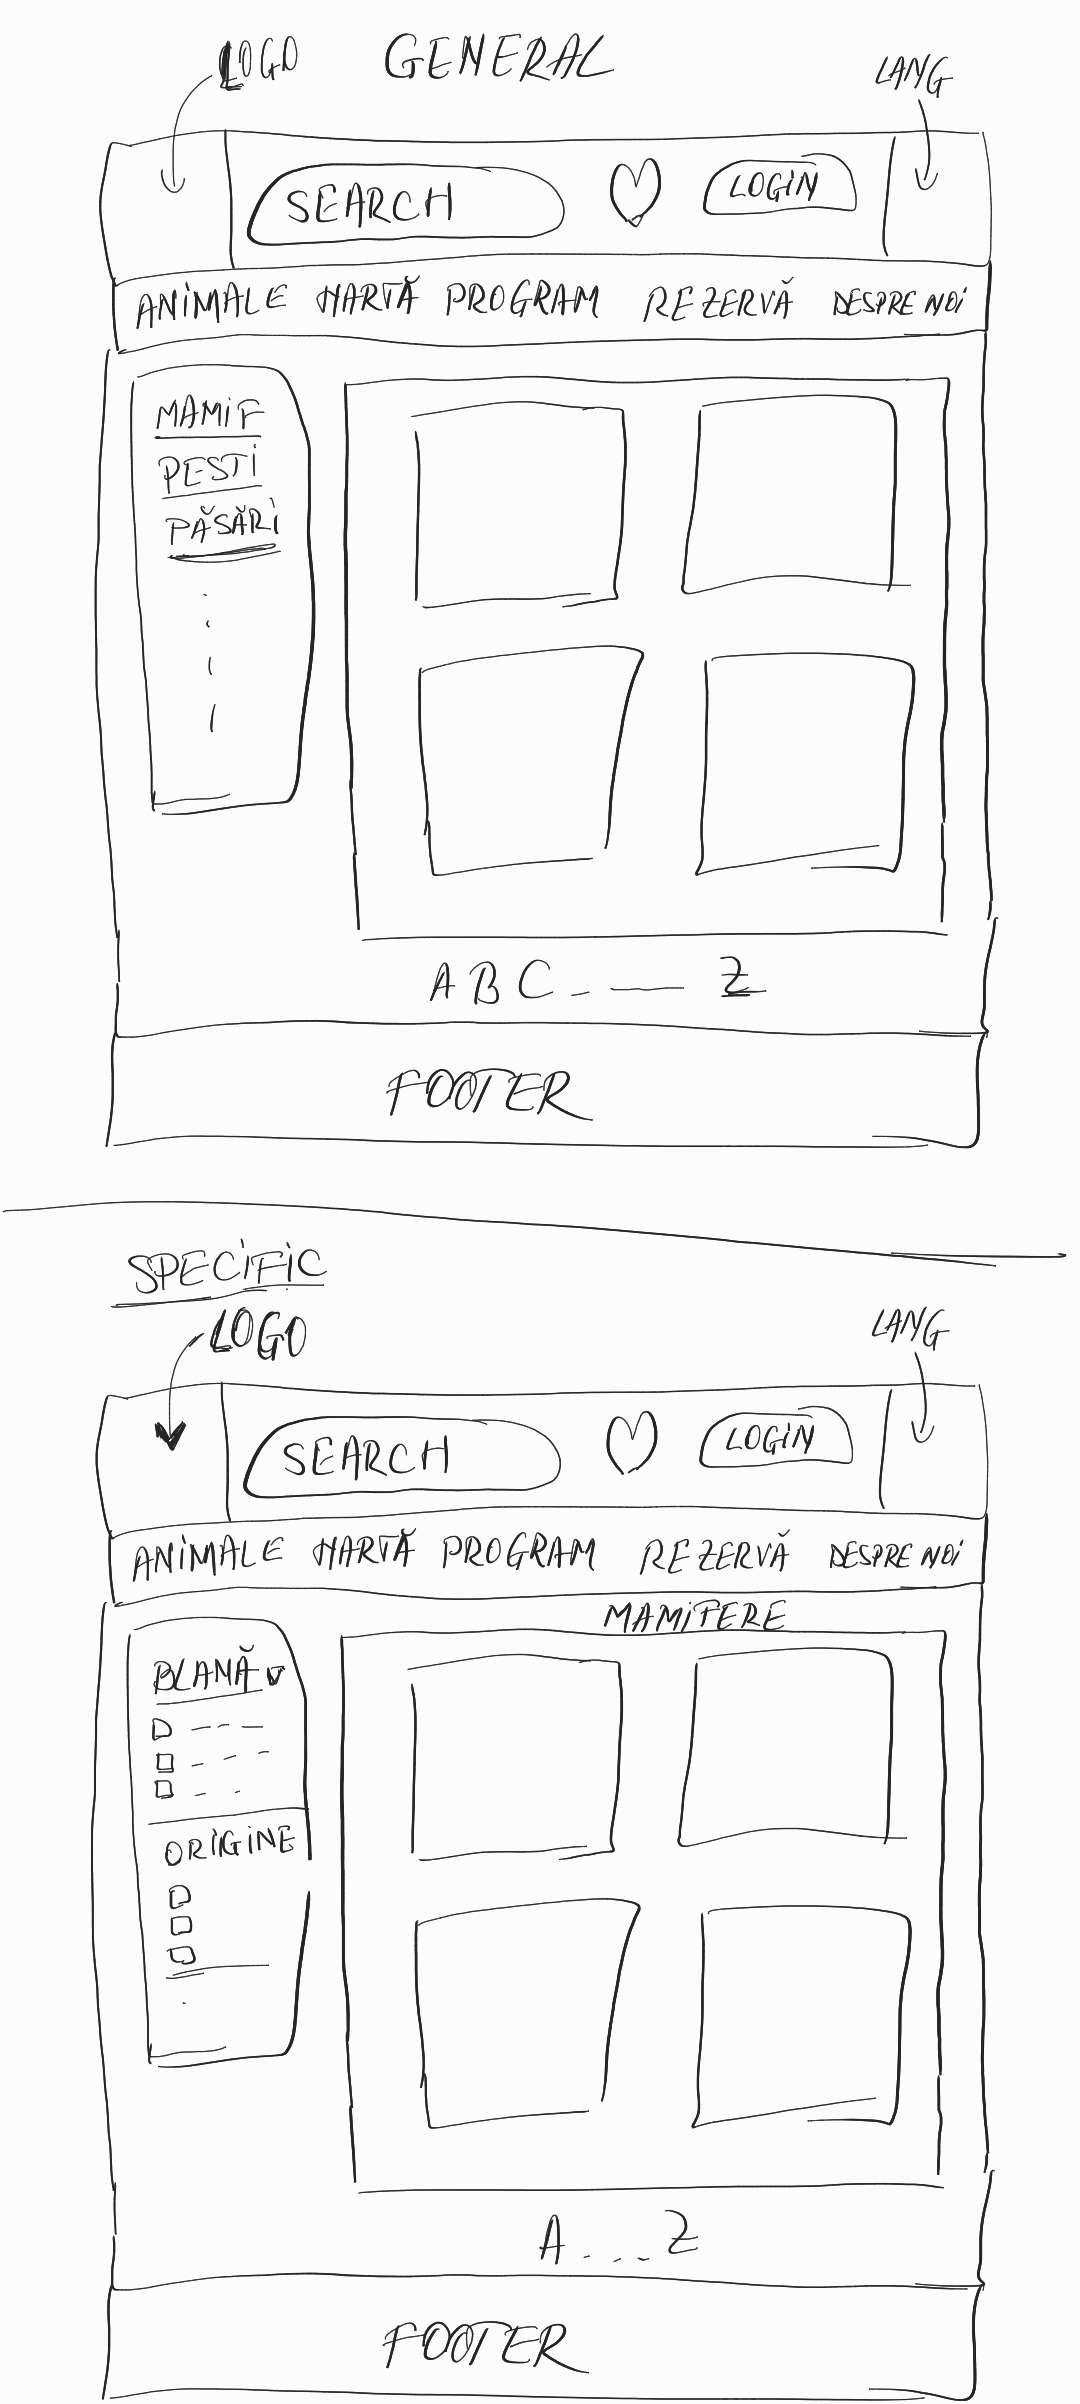 LOGO GENERAL LANG
SEARCH LOGIN
ANIMALE HARTĂ PROGRAM REZERVĂ DESPRE NOI
MAMIF
PESTI
PĂSĂRI
A B C . - — Z
FOOTER
SPECIFIC
LOGO LANG
SEARCH LOGIN
ANIMALE HARTĂ PROGRAM REZERVĂ DESPRE NOI
MAMIFERE
BLANĂ
ORIGINE
A . . . Z
FOOTER